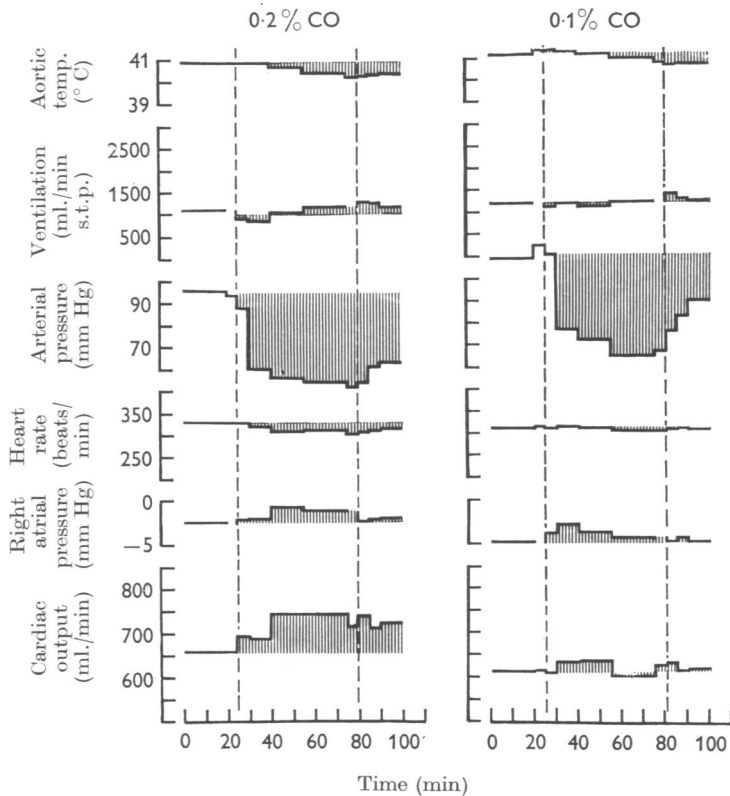 0·2% CO
0·1% CO
Aortic
temp.
(°C)
41
39
Ventilation
(ml./min
s.t.p.)
2500
1500
500
Arterial
pressure
(mm Hg)
90
70
Heart
rate
(beats/
min)
350
250
Right
atrial
pressure
(mm Hg)
0
—5
Cardiac
output
(ml./min)
800
700
600
0 20 40 60 80 100
0 20 40 60 80 100
Time (min)